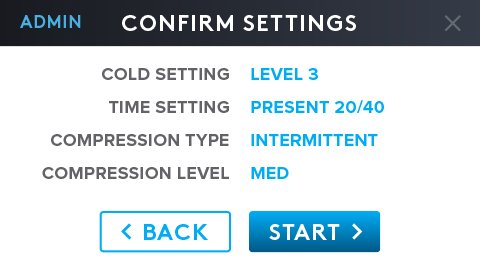 ADMIN CONFIRM SETTINGS
COLD SETTING LEVEL 3
TIME SETTING PRESENT 20/40
COMPRESSION TYPE INTERMITTENT
COMPRESSION LEVEL MED
BACK START